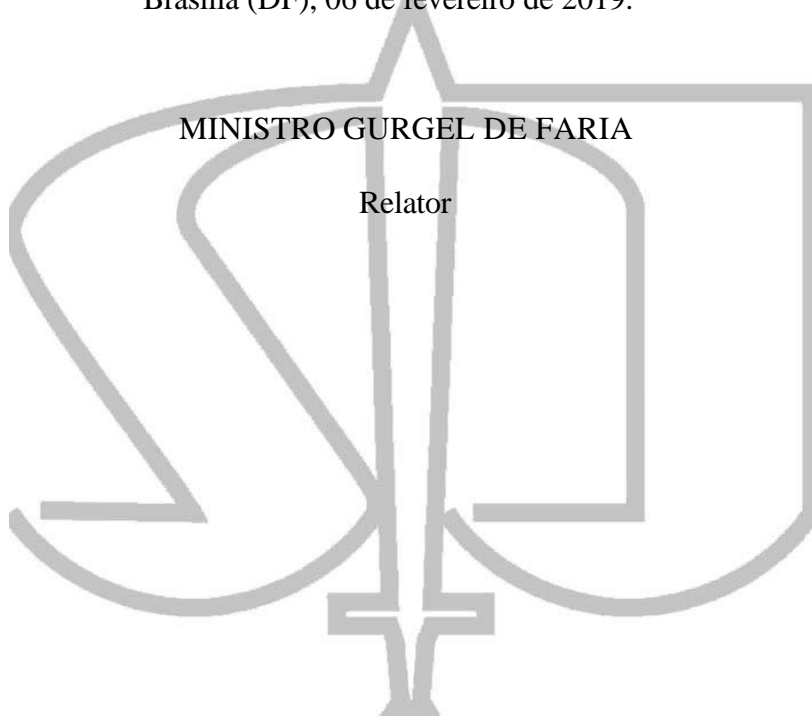 Brasília (DF), 06 de fevereiro de 2019.
MINISTRO GURGEL DE FARIA
Relator